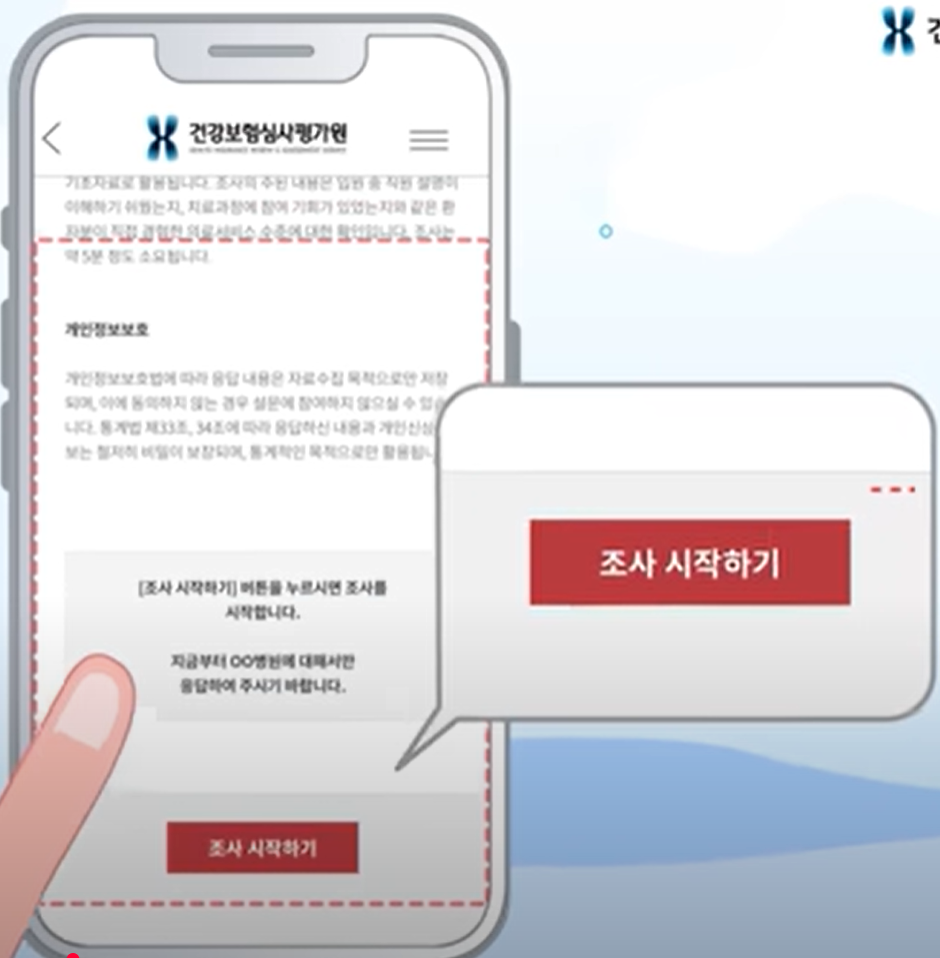 건강보험심사평가원
기초자료로 활용됩니다. 조사의 주된 내용은 입원 중 직원 설명이
이해하기 쉬웠는지, 치료과정에 참여 기회가 있었는지와 같은 환
자분이 직접 경험한 의료서비스 수준에 대한 확인입니다. 조사는
약 5분 정도 소요됩니다.
개인정보보호
개인정보보호법에 따라 응답 내용은 자료수집 목적으로만 저장
되며, 이에 동의하지 않는 경우 설문에 참여하지 않으실 수 있습
니다. 통계법 제33조, 34조에 따라 응답하신 내용과 개인신상
보는 철저히 비밀이 보장되며, 통계적인 목적으로만 활용됩니
[조사 시작하기] 버튼을 누르시면 조사를
시작합니다.
지금부터 OO병원에 대해서만
응답하여 주시기 바랍니다.
조사 시작하기
조사 시작하기